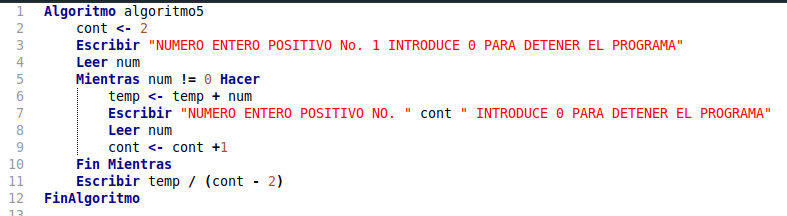 1 Algoritmo algoritmo5
2 cont <- 2
3 Escribir "NUMERO ENTERO POSITIVO No. 1 INTRODUCE 0 PARA DETENER EL PROGRAMA"
4 Leer num
5 Mientras num != 0 Hacer
6 temp <- temp + num
7 Escribir "NUMERO ENTERO POSITIVO NO. " cont " INTRODUCE 0 PARA DETENER EL PROGRAMA"
8 Leer num
9 cont <- cont +1
10 Fin Mientras
11 Escribir temp / (cont - 2)
12 FinAlgoritmo
13